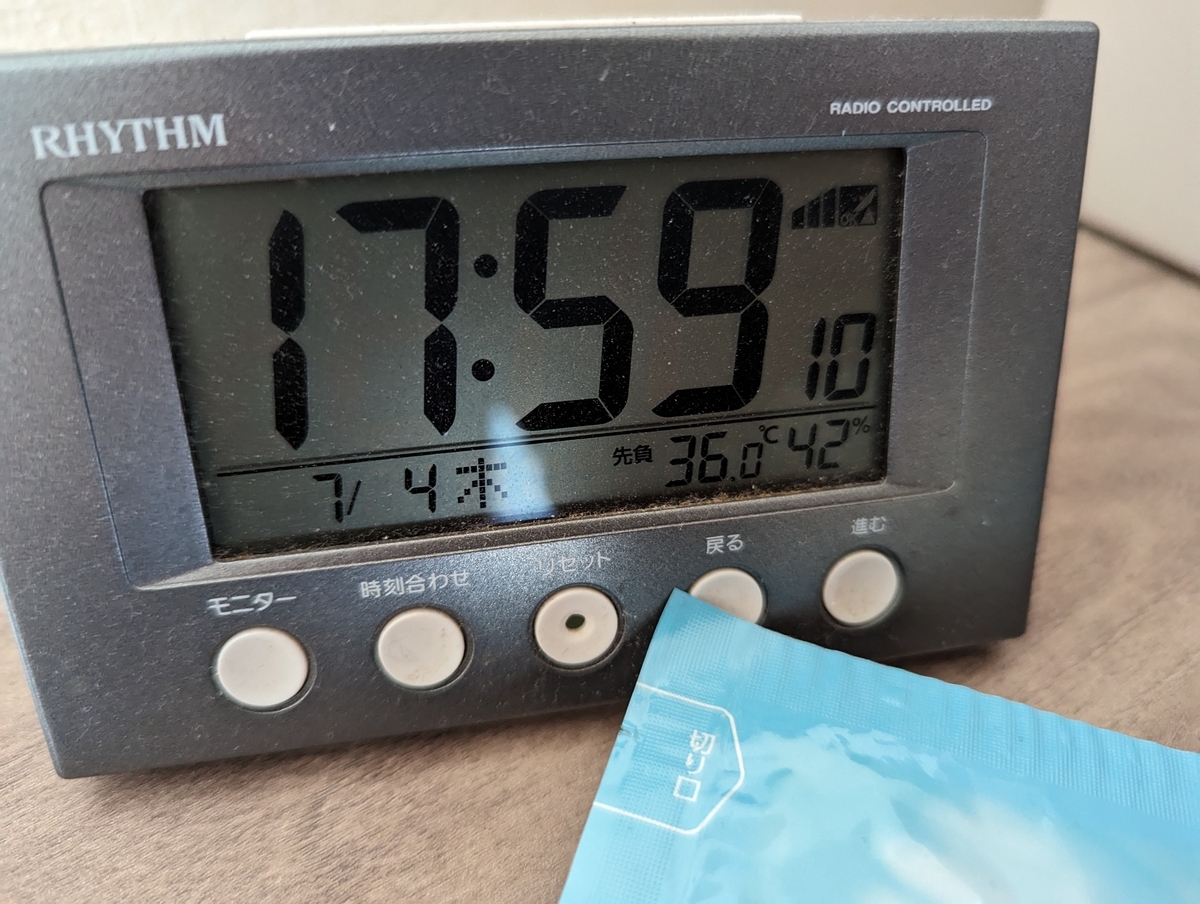 RHYTHM
RADIO CONTROLLED
17:59
10
7/ 4 木
先負 36.0℃ 42%
モニター
時刻合わせ
リセット
戻る
進む
切り口